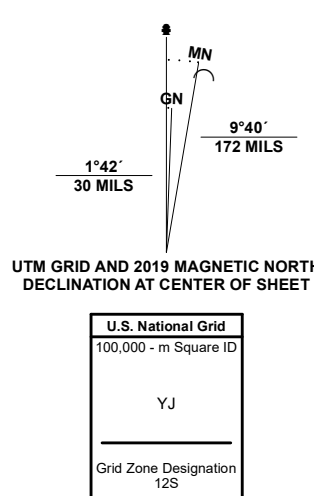 MN
GN
9°40´
172 MILS
1°42´
30 MILS
UTM GRID AND 2019 MAGNETIC NORTH
DECLINATION AT CENTER OF SHEET
U.S. National Grid
100,000 - m Square ID
YJ
Grid Zone Designation
12S